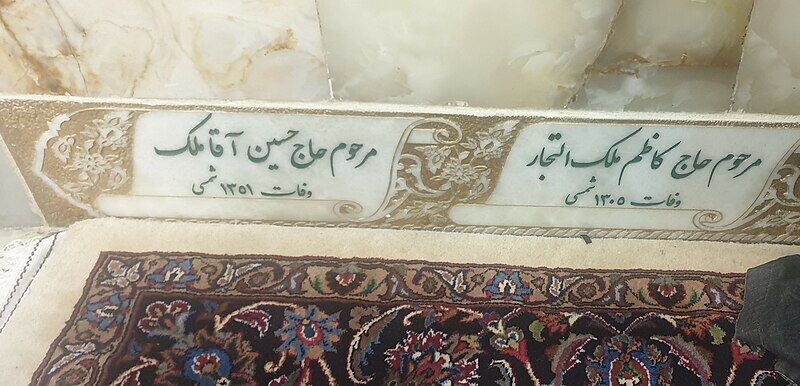 مرحوم حاج کاظم ملک التجار
وفات ۱۳۰۵ شمسی
مرحوم حاج حسین آقا ملک
وفات ۱۳۵۱ شمسی